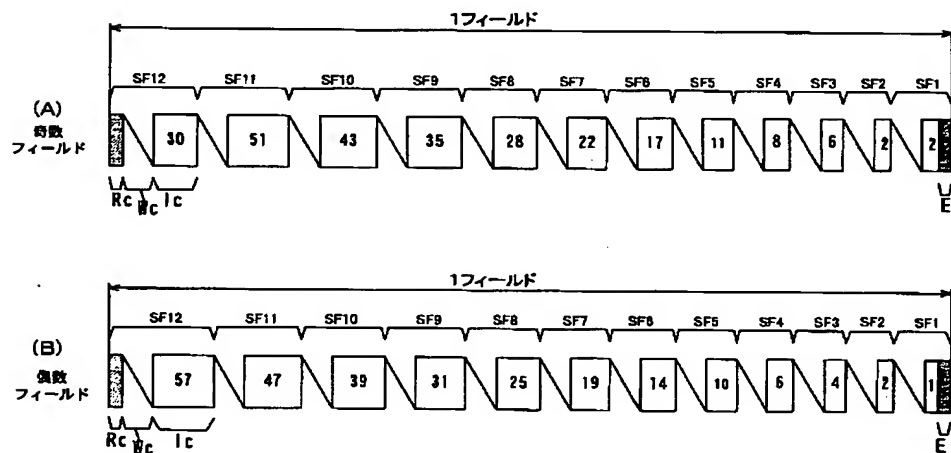 1フィールド
SF12 SF11 SF10 SF9 SF8 SF7 SF6 SF5 SF4 SF3 SF2 SF1
(A)
奇数
フィールド
30 51 43 35 28 22 17 11 8 6 2 2
Rc Wc Ic E
1フィールド
SF12 SF11 SF10 SF9 SF8 SF7 SF6 SF5 SF4 SF3 SF2 SF1
(B)
偶数
フィールド
57 47 39 31 25 19 14 10 6 4 2 1
Rc Wc Ic E